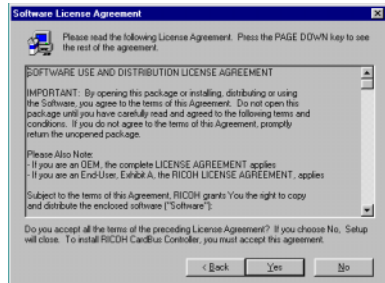 Software License Agreement
Please read the following License Agreement. Press the PAGE DOWN key to see
the rest of the agreement.
SOFTWARE USE AND DISTRIBUTION LICENSE AGREEMENT
IMPORTANT: By opening this package or installing, distributing or using
the Software, you agree to the terms of this Agreement. Do not open this
package until you have carefully read and agreed to the following terms and
conditions. If you do not agree to the terms of this Agreement, promptly
return the unopened package.
Please Also Note:
- If you are an OEM, the complete LICENSE AGREEMENT applies
- If you are an End-User, Exhibit A, the RICOH LICENSE AGREEMENT, applies
Subject to the terms of this Agreement, RICOH grants You the right to copy
and distribute the enclosed software ("Software"):
Do you accept all the terms of the preceding License Agreement? If you choose No, Setup
will close. To install RICOH CardBus Controller, you must accept this agreement.
< Back Yes No